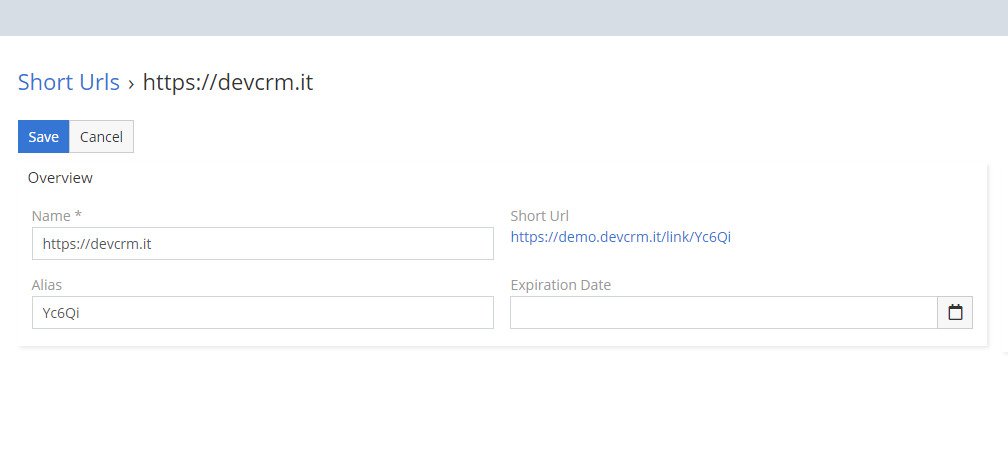 Short Urls › https://devcrm.it
Save Cancel
Overview
Name *
https://devcrm.it
Short Url
https://demo.devcrm.it/link/Yc6Qi
Alias
Yc6Qi
Expiration Date